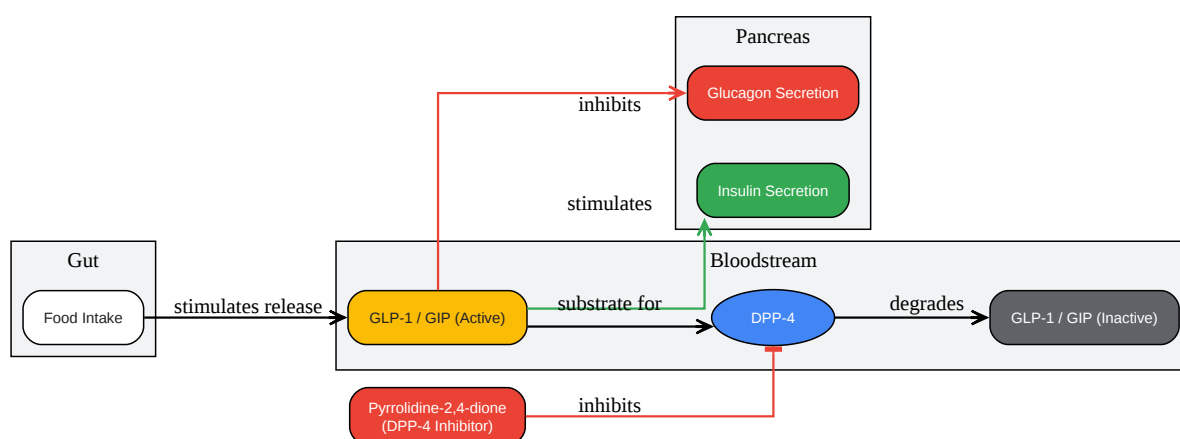 Pancreas
Glucagon Secretion
inhibits
Insulin Secretion
stimulates
Gut
Bloodstream
Food Intake
stimulates release
GLP-1 / GIP (Active)
substrate for
DPP-4
degrades
GLP-1 / GIP (Inactive)
Pyrrolidine-2,4-dione
(DPP-4 Inhibitor)
inhibits